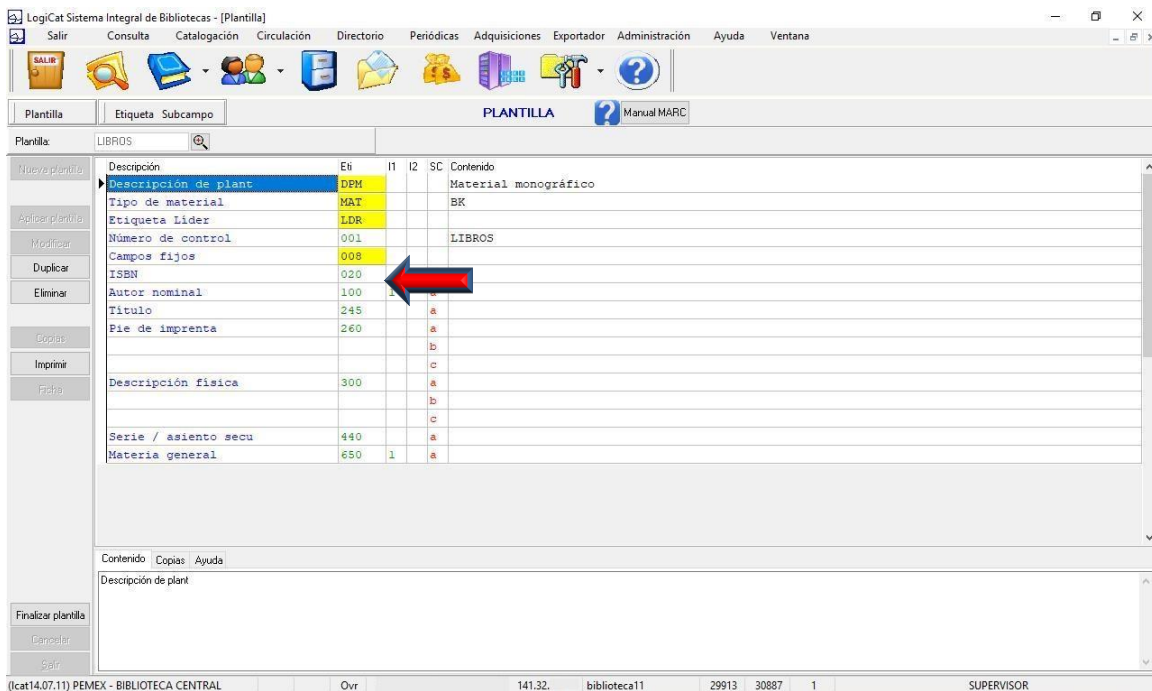 LogiCat Sistema Integral de Bibliotecas - [Plantilla]
Salir Consulta Catalogación Circulación Directorio Periódicas Adquisiciones Exportador Administración Ayuda Ventana
SALIR
Plantilla Etiqueta Subcampo PLANTILLA ? Manual MARC
Plantilla: LIBROS
Nueva plantilla
Aplicar plantilla
Modificar
Duplicar
Eliminar
Copias
Imprimir
Ficha
Descripción Eti I1 I2 SC Contenido
Descripción de plant DPM Material monográfico
Tipo de material MAT BK
Etiqueta Líder LDR
Número de control 001 LIBROS
Campos fijos 008
ISBN 020
Autor nominal 100 1 a
Título 245 a
Pie de imprenta 260 a
b
c
Descripción física 300 a
b
c
Serie / asiento secu 440 a
Materia general 650 1 a
Contenido Copias Ayuda
Descripción de plant
Finalizar plantilla
Cancelar
Salir
(lcat14.07.11) PEMEX - BIBLIOTECA CENTRAL Ovr 141.32. biblioteca11 29913 30887 1 SUPERVISOR